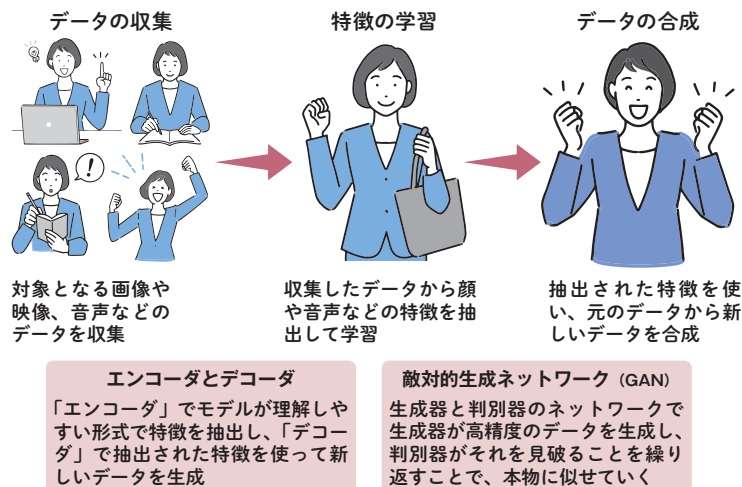 データの収集
特徴の学習
データの合成
!
対象となる画像や
映像、音声などの
データを収集
収集したデータから顔
や音声などの特徴を抽
出して学習
抽出された特徴を使
い、元のデータから新
しいデータを合成
エンコーダとデコーダ
「エンコーダ」でモデルが理解しや
すい形式で特徴を抽出し、「デコー
ダ」で抽出された特徴を使って新
しいデータを生成
敵対的生成ネットワーク（GAN）
生成器と判別器のネットワークで
生成器が高精度のデータを生成し、
判別器がそれを見破ることを繰り
返すことで、本物に似せていく